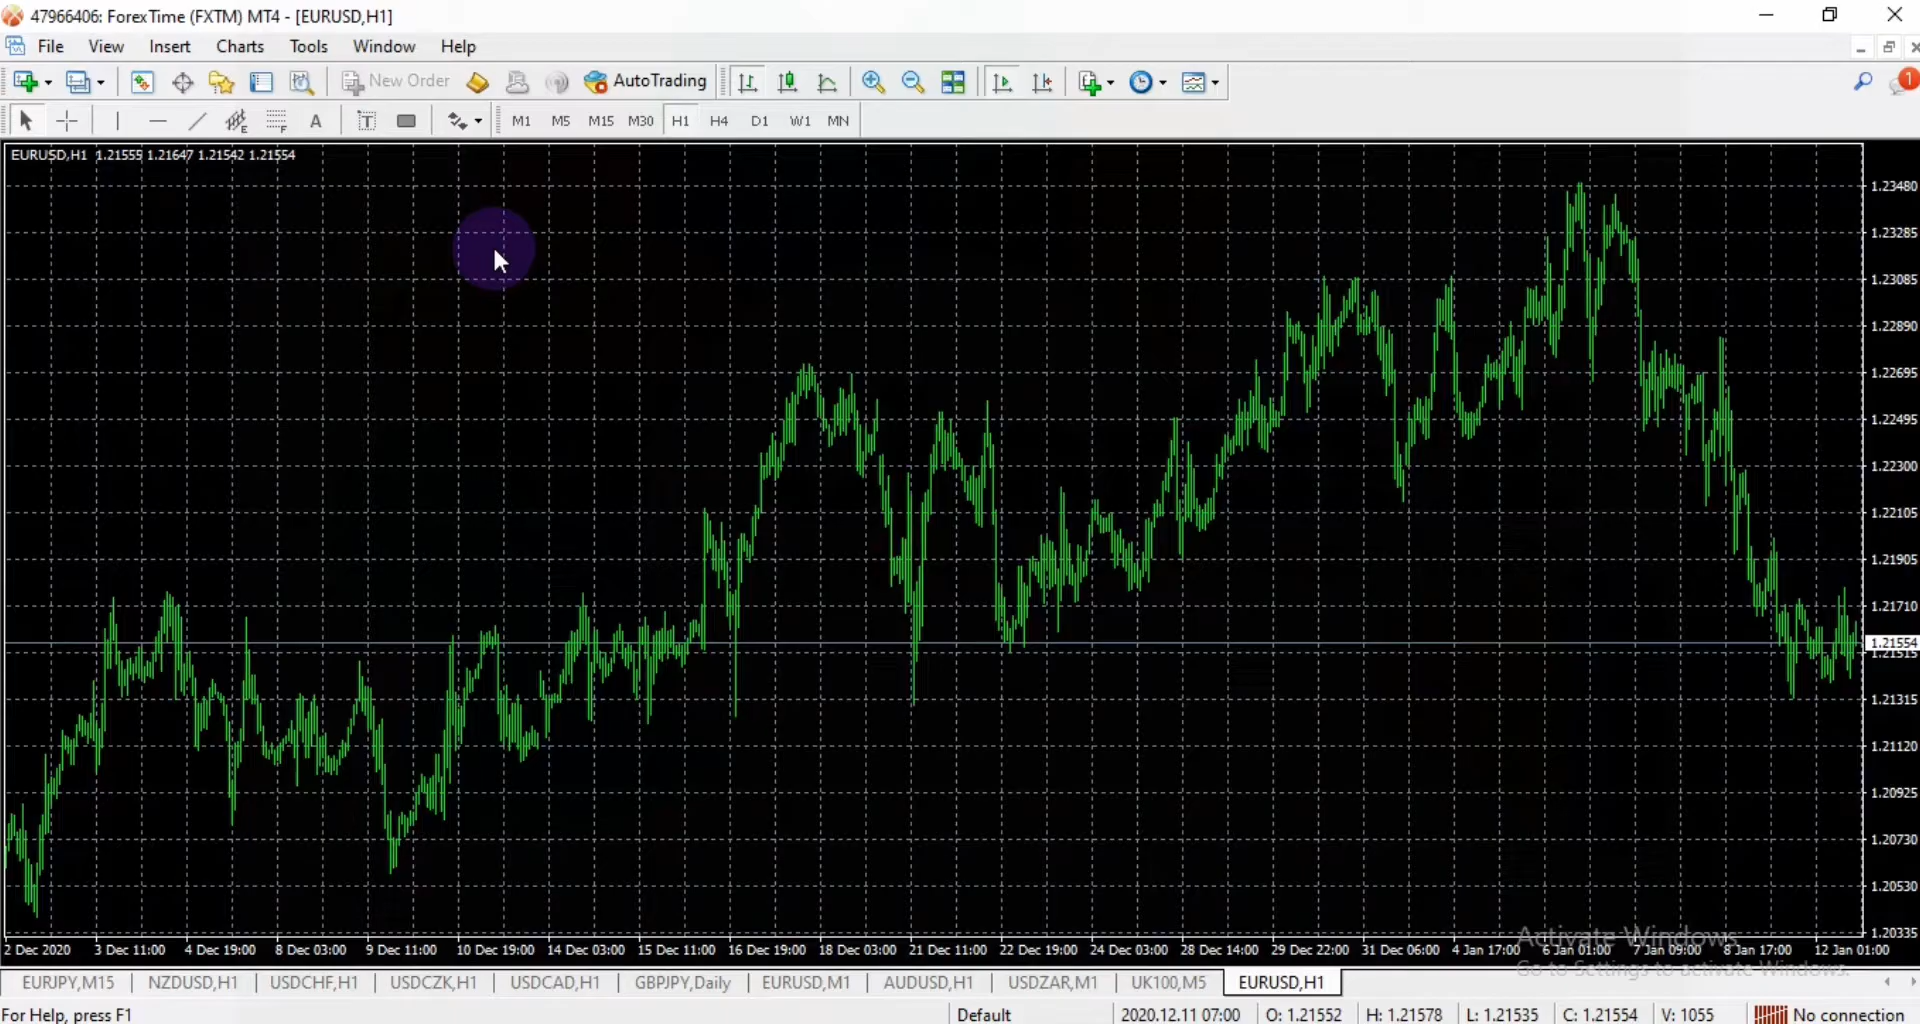 47966406: ForexTime (FXTM) MT4 - [EURUSD,H1]
File View Insert Charts Tools Window Help
New Order AutoTrading 1
E F A T M1 M5 M15 M30 H1 H4 D1 W1 MN
EURUSD,H1 1.21555 1.21647 1.21542 1.21554
1.23480
1.23285
1.23085
1.22890
1.22695
1.22495
1.22300
1.22105
1.21905
1.21710
1.21554
1.21515
1.21315
1.21120
1.20925
1.20730
1.20530
1.20335
2 Dec 2020 3 Dec 11:00 4 Dec 19:00 8 Dec 03:00 9 Dec 11:00 10 Dec 19:00 14 Dec 03:00 15 Dec 11:00 16 Dec 19:00 18 Dec 03:00 21 Dec 11:00 22 Dec 19:00 24 Dec 03:00 28 Dec 14:00 29 Dec 22:00 31 Dec 06:00 4 Jan 17:00 6 Jan 01:00 7 Jan 09:00 8 Jan 17:00 12 Jan 01:00
Activate Windows
Go to Settings to activate Windows.
EURJPY,M15 NZDUSD,H1 USDCHF,H1 USDCZK,H1 USDCAD,H1 GBPJPY,Daily EURUSD,M1 AUDUSD,H1 USDZAR,M1 UK100,M5 EURUSD,H1
For Help, press F1 Default 2020.12.11 07:00 O: 1.21552 H: 1.21578 L: 1.21535 C: 1.21554 V: 1055 No connection